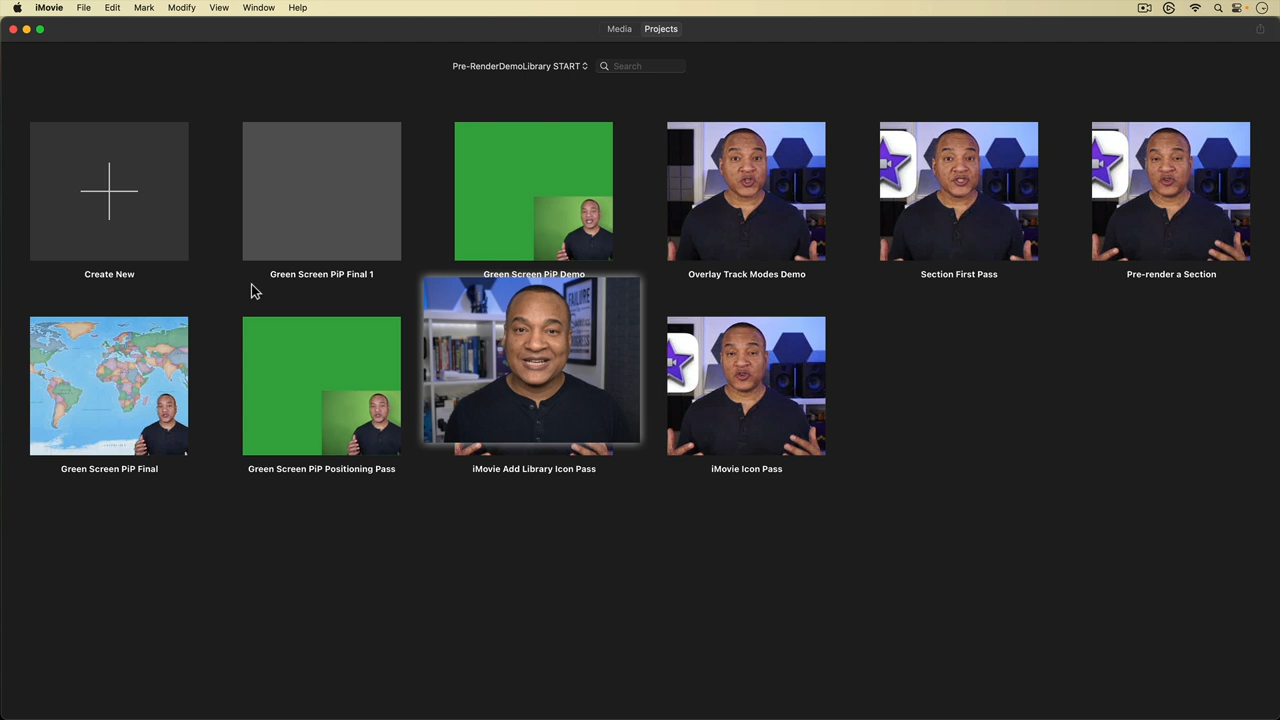 iMovie File Edit Mark Modify View Window Help
Media Projects
Pre-RenderDemoLibrary START Search
Create New
Green Screen PiP Final 1
Green Screen PiP Demo
Overlay Track Modes Demo
Section First Pass
Pre-render a Section
FAILURE
Green Screen PiP Final
Green Screen PiP Positioning Pass
iMovie Add Library Icon Pass
iMovie Icon Pass